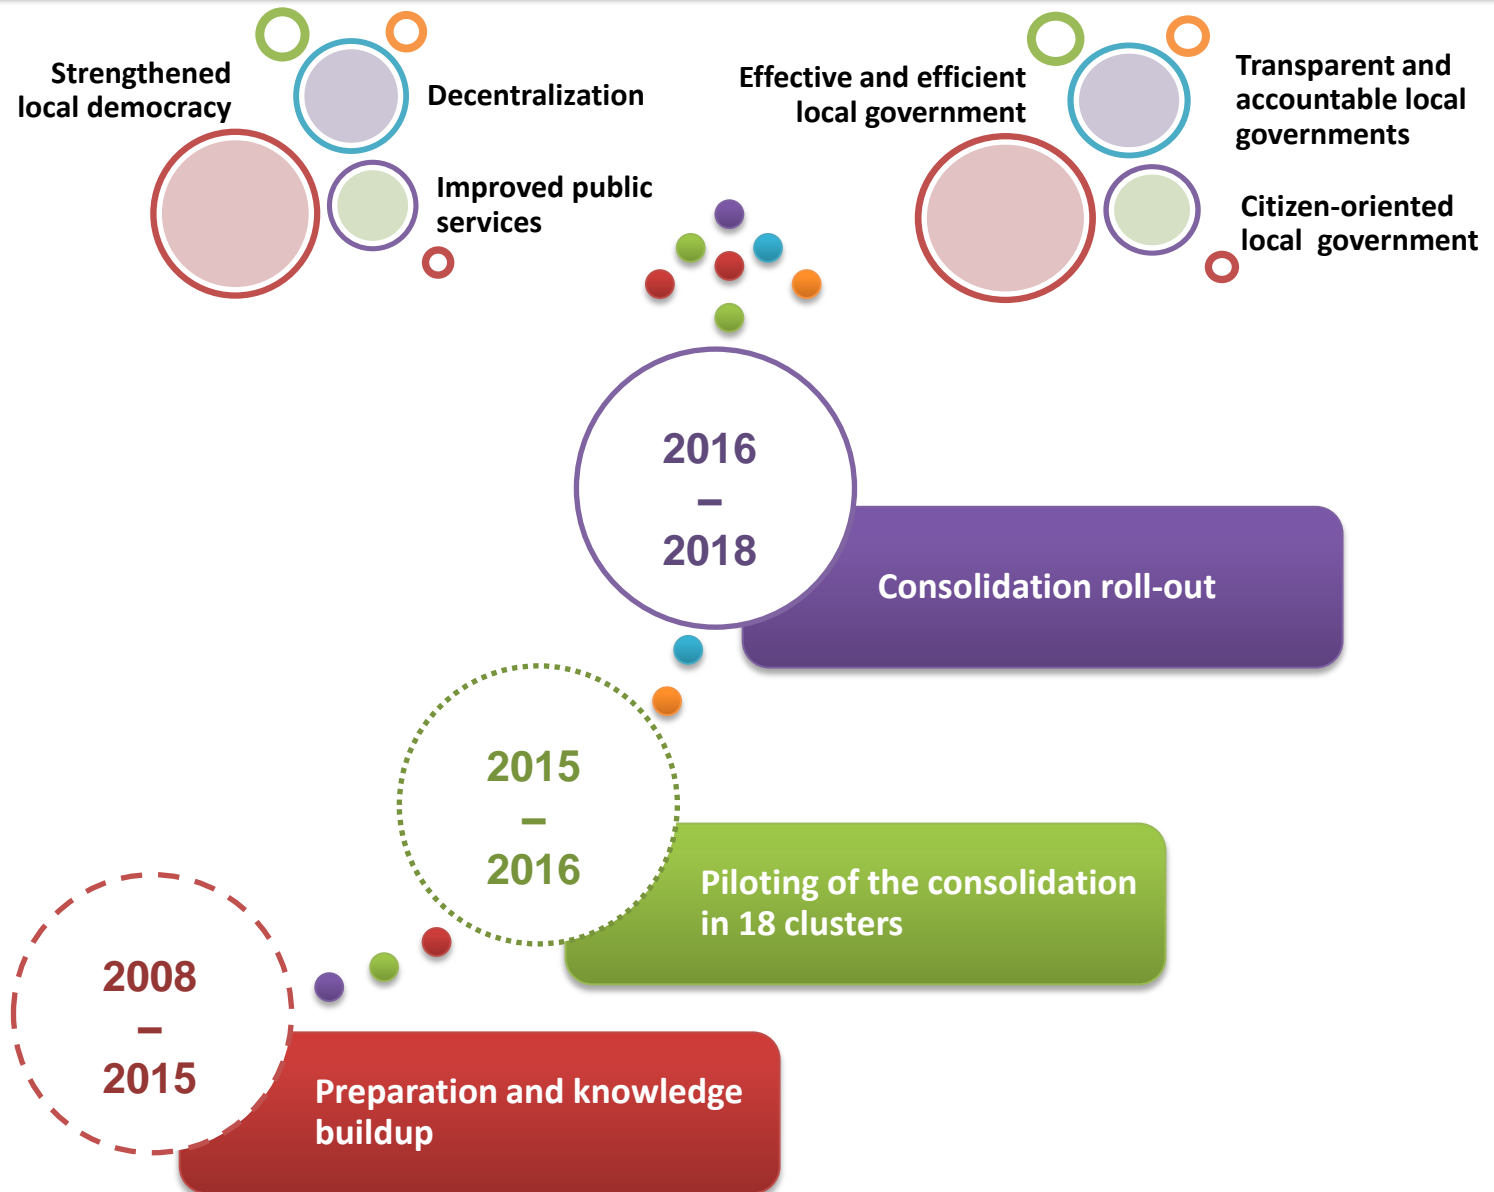 Strengthened
local democracy
Decentralization
Improved public
services
Effective and efficient
local government
Transparent and
accountable local
governments
Citizen-oriented
local government
2016
–
2018
Consolidation roll-out
2015
–
2016
Piloting of the consolidation
in 18 clusters
2008
–
2015
Preparation and knowledge
buildup